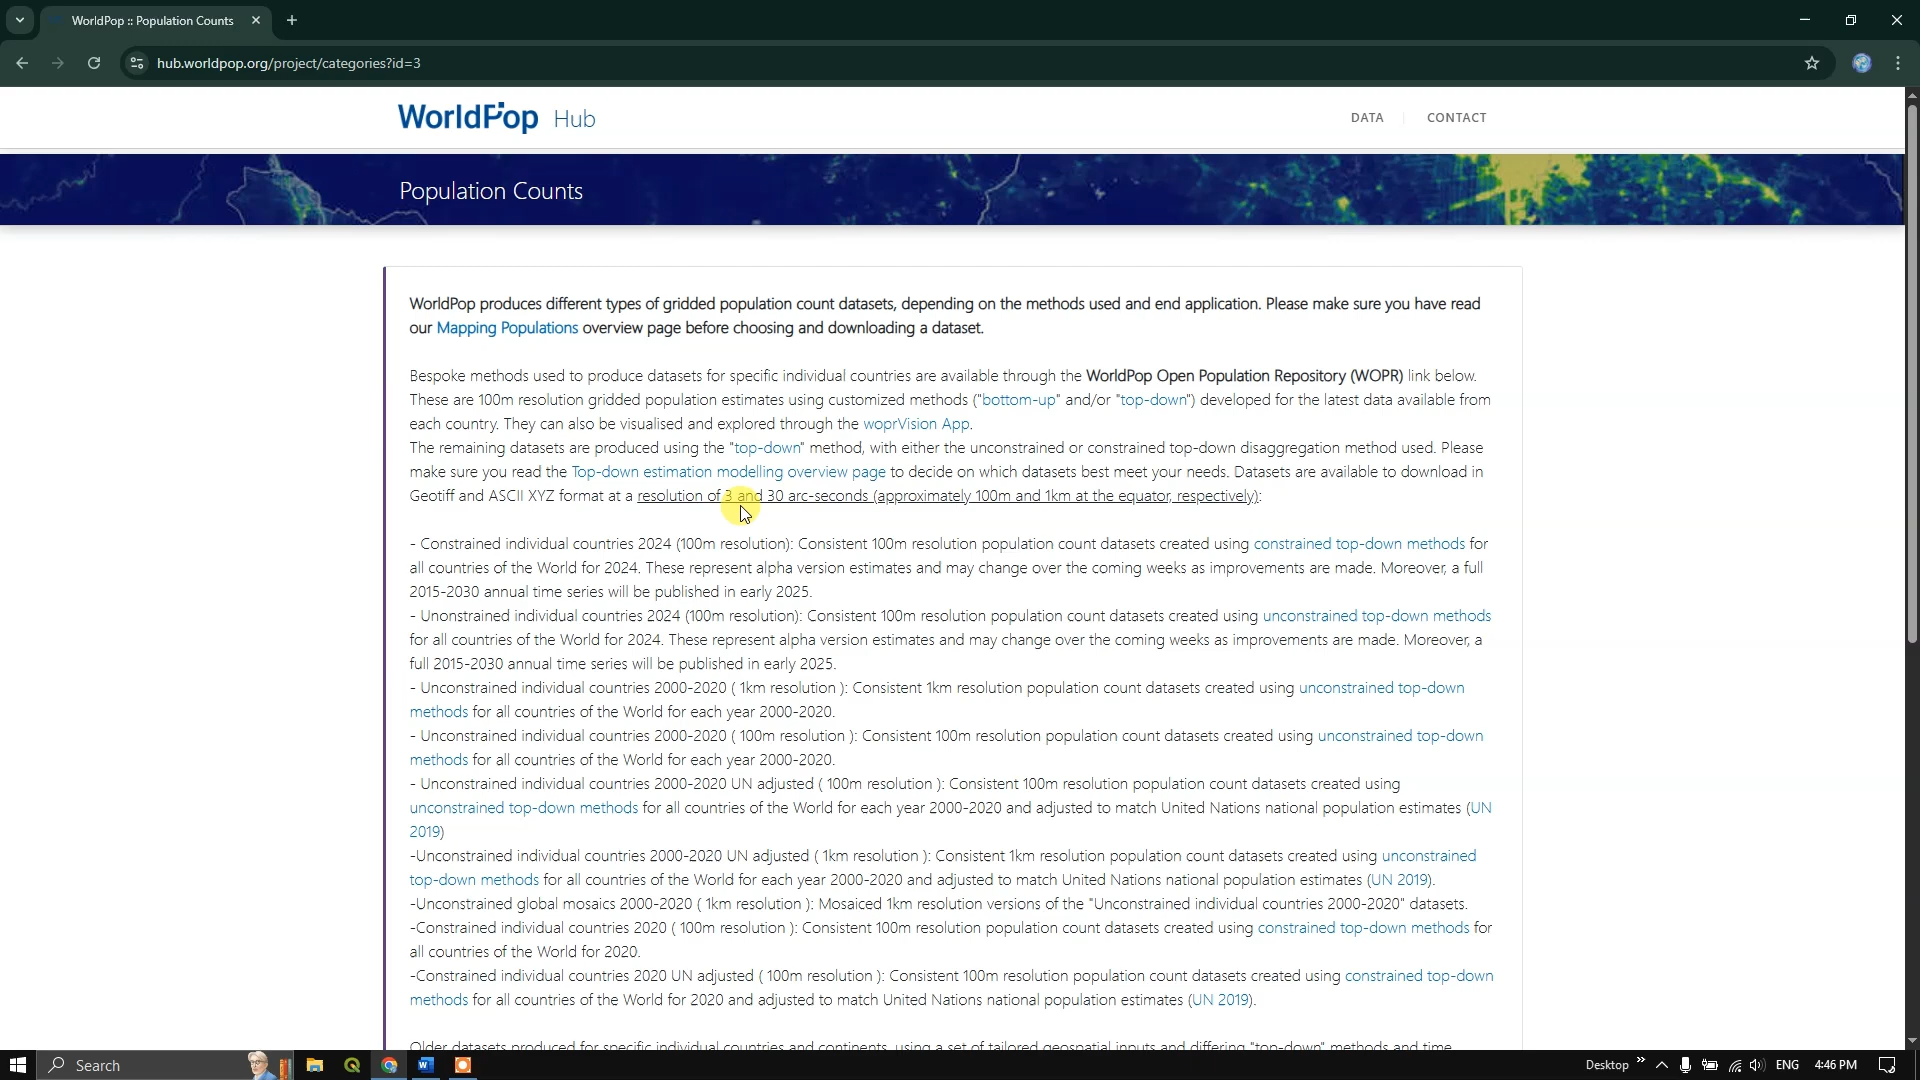 WorldPop :: Population Counts
hub.worldpop.org/project/categories?id=3
WorldPop Hub
DATA
CONTACT
Population Counts
WorldPop produces different types of gridded population count datasets, depending on the methods used and end application. Please make sure you have read
our Mapping Populations overview page before choosing and downloading a dataset.
Bespoke methods used to produce datasets for specific individual countries are available through the WorldPop Open Population Repository (WOPR) link below.
These are 100m resolution gridded population estimates using customized methods ("bottom-up" and/or "top-down") developed for the latest data available from
each country. They can also be visualised and explored through the woprVision App.
The remaining datasets are produced using the "top-down" method, with either the unconstrained or constrained top-down disaggregation method used. Please
make sure you read the Top-down estimation modelling overview page to decide on which datasets best meet your needs. Datasets are available to download in
Geotiff and ASCII XYZ format at a resolution of 3 and 30 arc-seconds (approximately 100m and 1km at the equator, respectively):
- Constrained individual countries 2024 (100m resolution): Consistent 100m resolution population count datasets created using constrained top-down methods for
all countries of the World for 2024. These represent alpha version estimates and may change over the coming weeks as improvements are made. Moreover, a full
2015-2030 annual time series will be published in early 2025.
- Unonstrained individual countries 2024 (100m resolution): Consistent 100m resolution population count datasets created using unconstrained top-down methods
for all countries of the World for 2024. These represent alpha version estimates and may change over the coming weeks as improvements are made. Moreover, a
full 2015-2030 annual time series will be published in early 2025.
- Unconstrained individual countries 2000-2020 ( 1km resolution ): Consistent 1km resolution population count datasets created using unconstrained top-down
methods for all countries of the World for each year 2000-2020.
- Unconstrained individual countries 2000-2020 ( 100m resolution ): Consistent 100m resolution population count datasets created using unconstrained top-down
methods for all countries of the World for each year 2000-2020.
- Unconstrained individual countries 2000-2020 UN adjusted ( 100m resolution ): Consistent 100m resolution population count datasets created using
unconstrained top-down methods for all countries of the World for each year 2000-2020 and adjusted to match United Nations national population estimates (UN
2019)
-Unconstrained individual countries 2000-2020 UN adjusted ( 1km resolution ): Consistent 1km resolution population count datasets created using unconstrained
top-down methods for all countries of the World for each year 2000-2020 and adjusted to match United Nations national population estimates (UN 2019).
-Unconstrained global mosaics 2000-2020 ( 1km resolution ): Mosaiced 1km resolution versions of the "Unconstrained individual countries 2000-2020" datasets.
-Constrained individual countries 2020 ( 100m resolution ): Consistent 100m resolution population count datasets created using constrained top-down methods for
all countries of the World for 2020.
-Constrained individual countries 2020 UN adjusted ( 100m resolution ): Consistent 100m resolution population count datasets created using constrained top-down
methods for all countries of the World for 2020 and adjusted to match United Nations national population estimates (UN 2019).
Older datasets produced for specific individual countries and continents, using a set of tailored geospatial inputs and differing "top-down" methods and time
Search
Desktop
ENG
4:46 PM